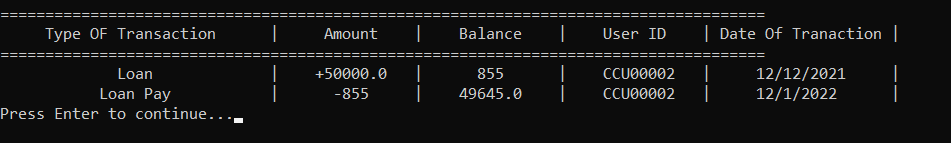 =====================================================================================
Type OF Transaction | Amount | Balance | User ID | Date Of Tranaction |
=====================================================================================
Loan | +50000.0 | 855 | CCU00002 | 12/12/2021 |
Loan Pay | -855 | 49645.0 | CCU00002 | 12/1/2022 |
Press Enter to continue...